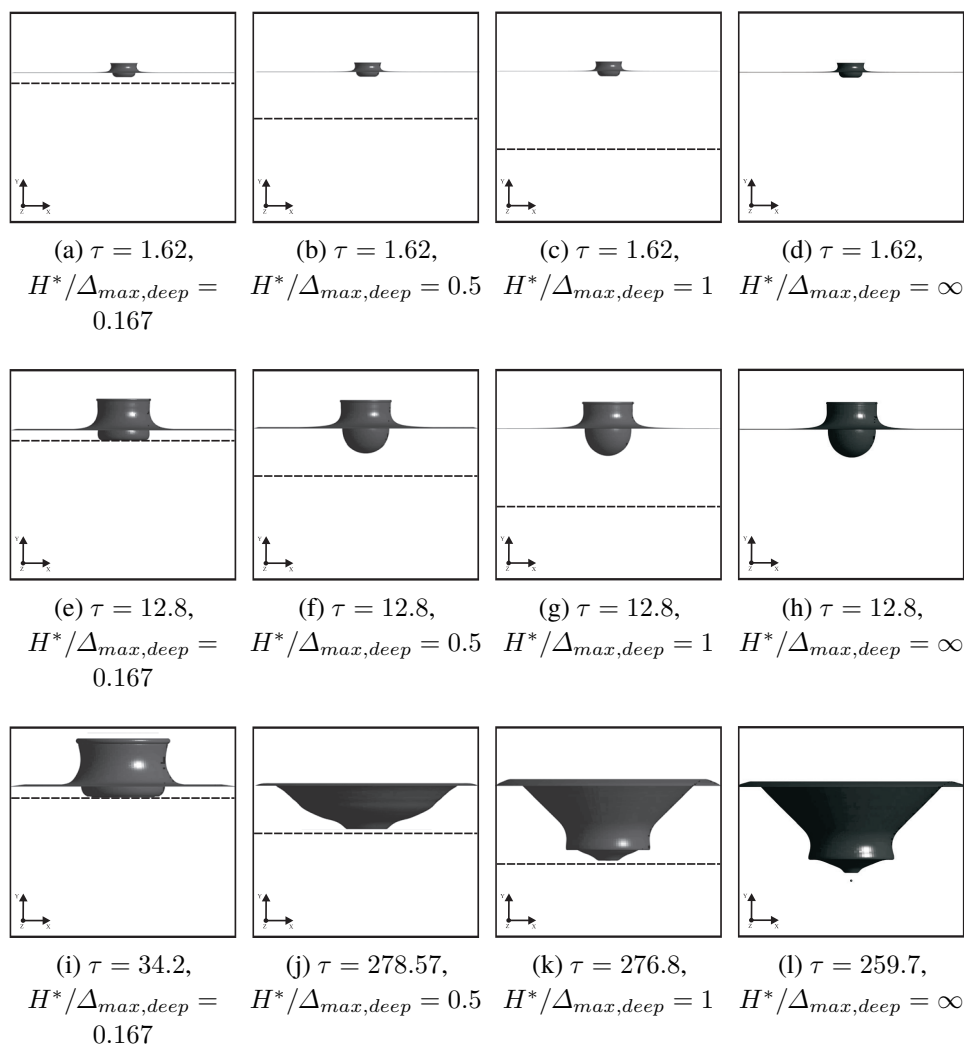 Y
Z X
Y
Z X
Y
Z X
Y
Z X
(a) τ = 1.62,
H*/Δmax,deep =
0.167
(b) τ = 1.62,
H*/Δmax,deep = 0.5
(c) τ = 1.62,
H*/Δmax,deep = 1
(d) τ = 1.62,
H*/Δmax,deep = ∞
Y
Z X
Y
Z X
Y
Z X
Y
Z X
(e) τ = 12.8,
H*/Δmax,deep =
0.167
(f) τ = 12.8,
H*/Δmax,deep = 0.5
(g) τ = 12.8,
H*/Δmax,deep = 1
(h) τ = 12.8,
H*/Δmax,deep = ∞
Y
Z X
Y
Z X
Y
Z X
Y
Z X
(i) τ = 34.2,
H*/Δmax,deep =
0.167
(j) τ = 278.57,
H*/Δmax,deep = 0.5
(k) τ = 276.8,
H*/Δmax,deep = 1
(l) τ = 259.7,
H*/Δmax,deep = ∞